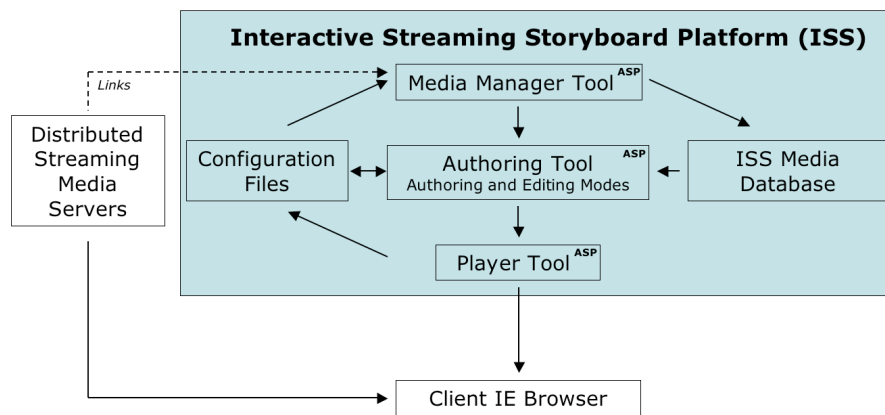 Interactive Streaming Storyboard Platform (ISS)
Links
Media Manager Tool ASP
Distributed
Streaming
Media
Servers
Configuration
Files
Authoring Tool ASP
Authoring and Editing Modes
ISS Media
Database
Player Tool ASP
Client IE Browser